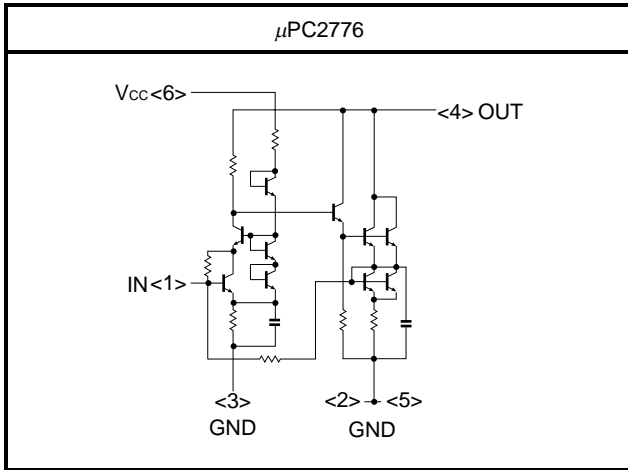 μPC2776
Vcc<6>
<4> OUT
IN<1>
<3>
GND
<2> <5>
GND